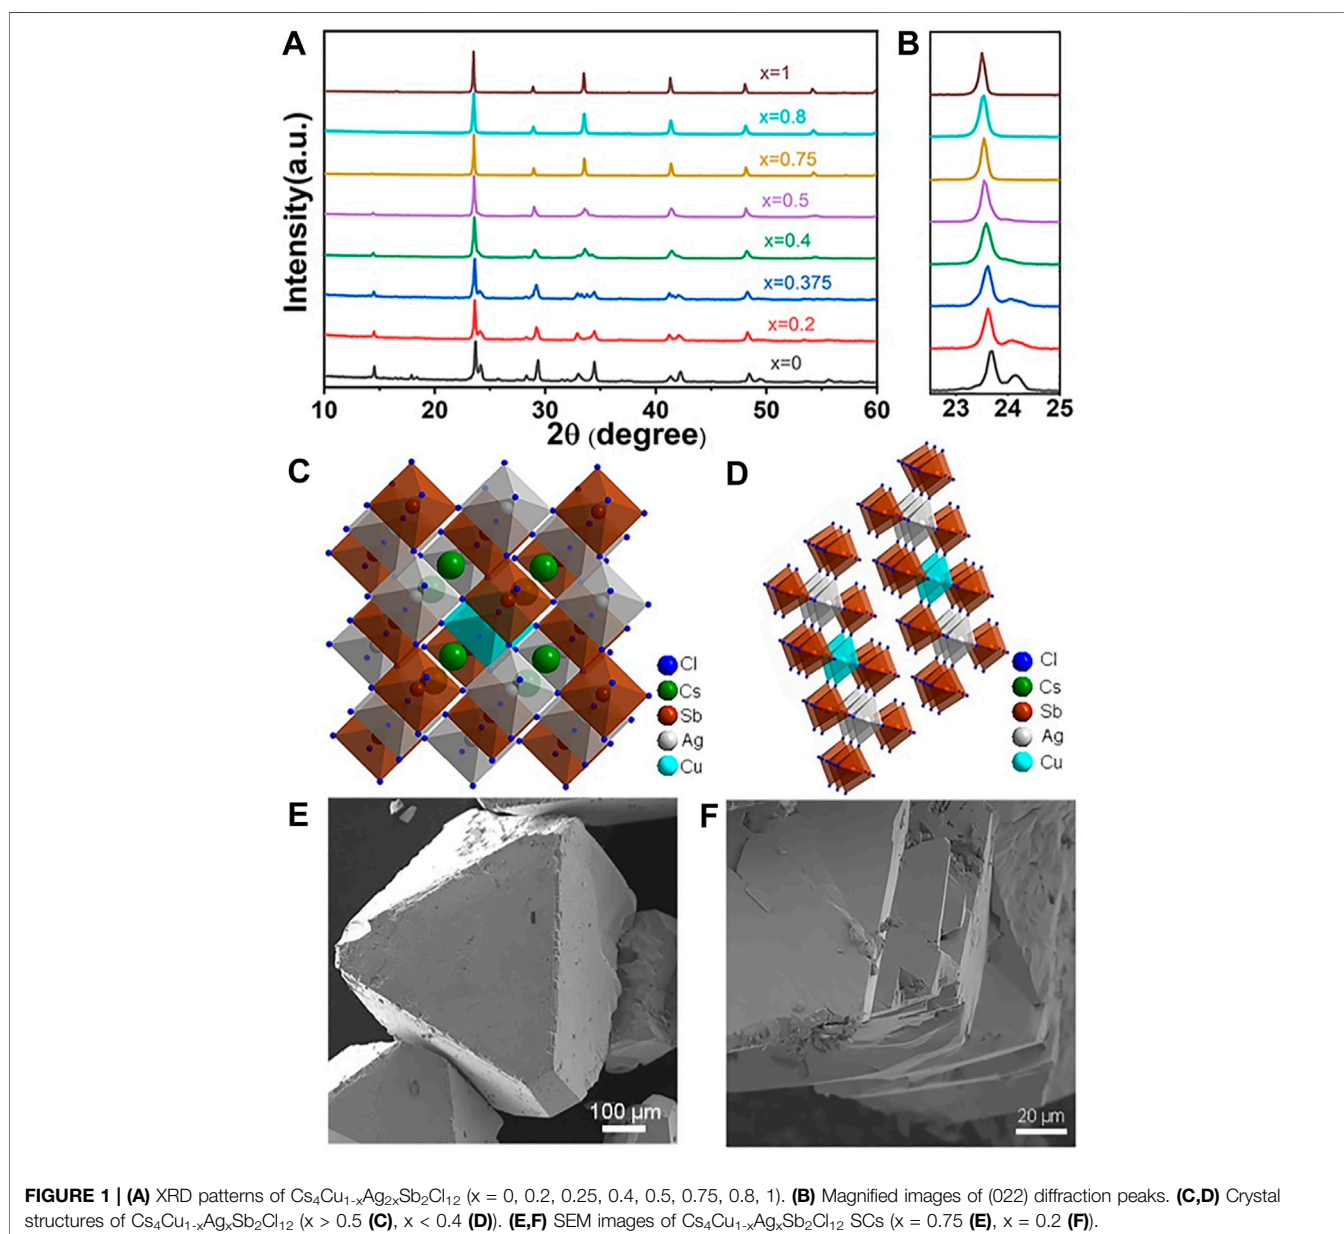 A
B
Intensity(a.u.)
x=1
x=0.8
x=0.75
x=0.5
x=0.4
x=0.375
x=0.2
x=0
10 20 30 40 50 60
2θ (degree)
23 24 25
C
D
Cl
Cs
Sb
Ag
Cu
Cl
Cs
Sb
Ag
Cu
E
100 μm
F
20 μm
FIGURE 1 | (A) XRD patterns of Cs₄Cu₁₋ₓAg₂ₓSb₂Cl₁₂ (x = 0, 0.2, 0.25, 0.4, 0.5, 0.75, 0.8, 1). (B) Magnified images of (022) diffraction peaks. (C,D) Crystal
structures of Cs₄Cu₁₋ₓAgₓSb₂Cl₁₂ (x > 0.5 (C), x < 0.4 (D)). (E,F) SEM images of Cs₄Cu₁₋ₓAgₓSb₂Cl₁₂ SCs (x = 0.75 (E), x = 0.2 (F)).